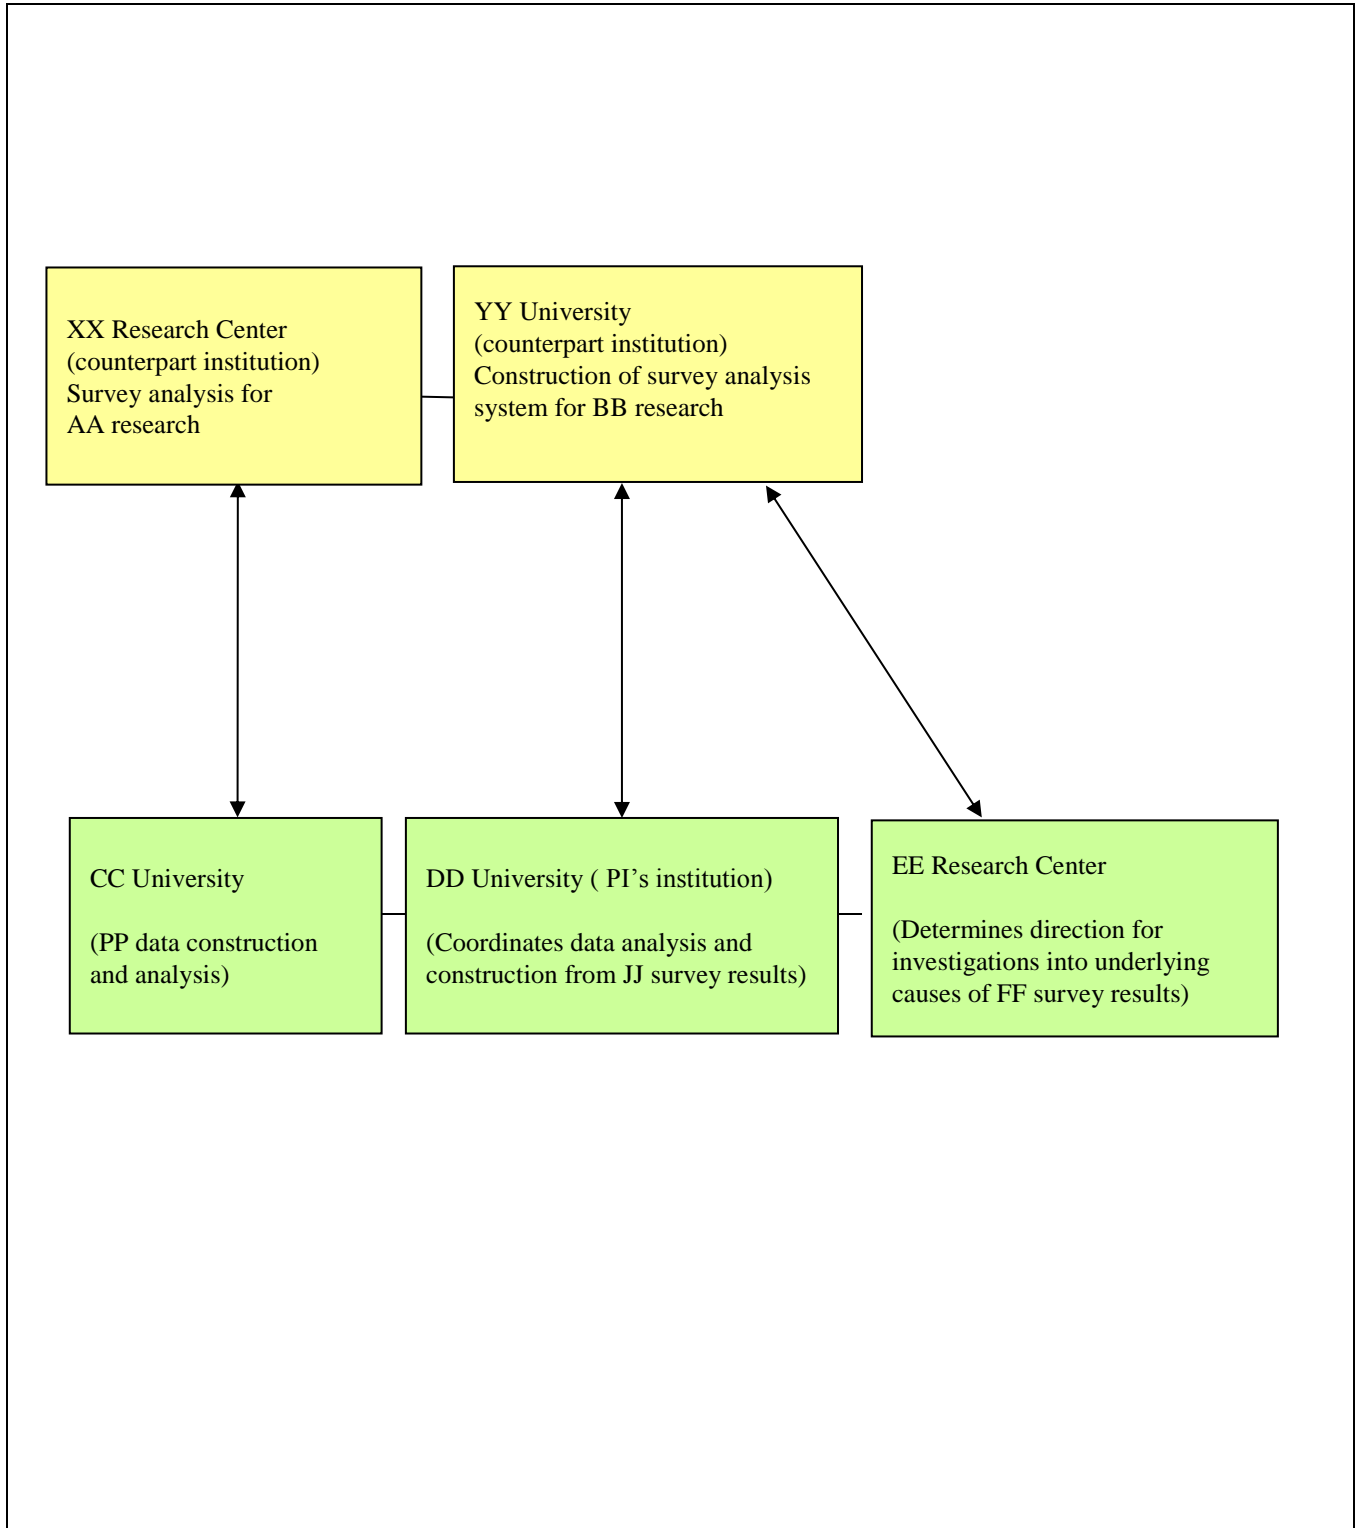 XX Research Center
(counterpart institution)
Survey analysis for
AA research
YY University
(counterpart institution)
Construction of survey analysis
system for BB research
CC University
(PP data construction
and analysis)
DD University ( PI’s institution)
(Coordinates data analysis and
construction from JJ survey results)
EE Research Center
(Determines direction for
investigations into underlying
causes of FF survey results)